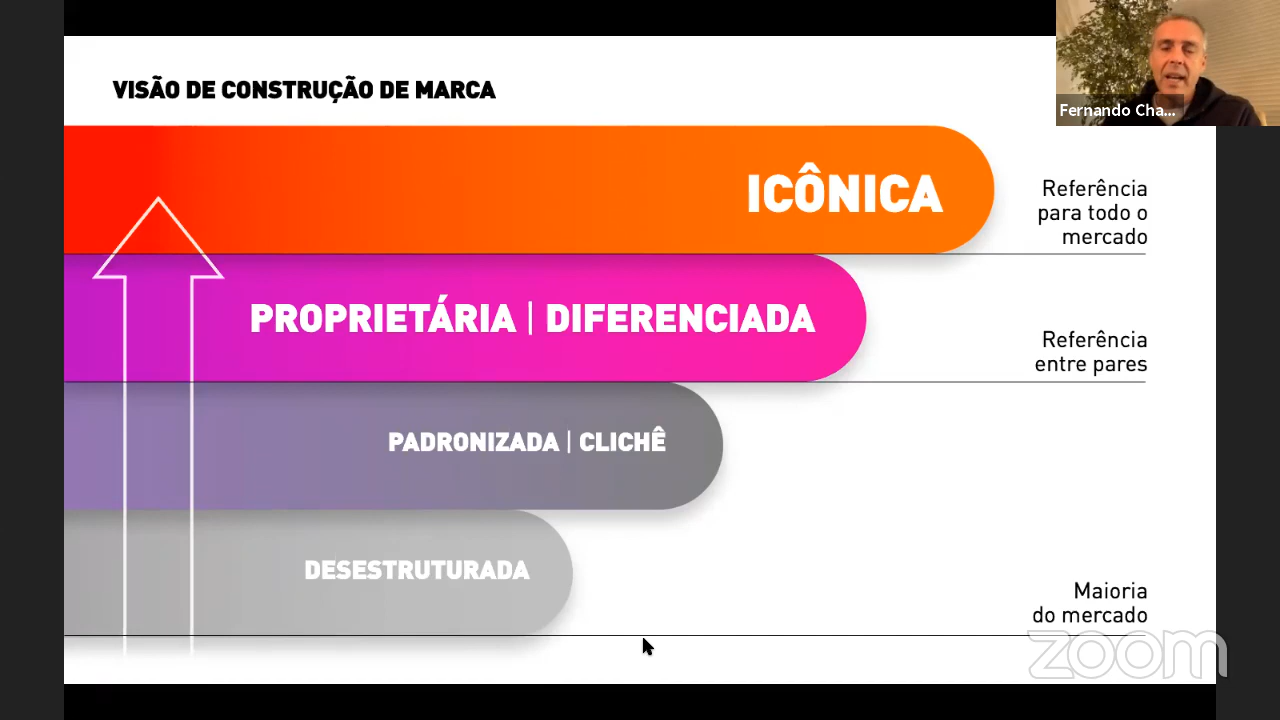 VISÃO DE CONSTRUÇÃO DE MARCA
Fernando Cha...
ICÔNICA
Referência
para todo o
mercado
PROPRIETÁRIA | DIFERENCIADA
Referência
entre pares
PADRONIZADA | CLICHÊ
DESESTRUTURADA
Maioria
do mercado
zoom